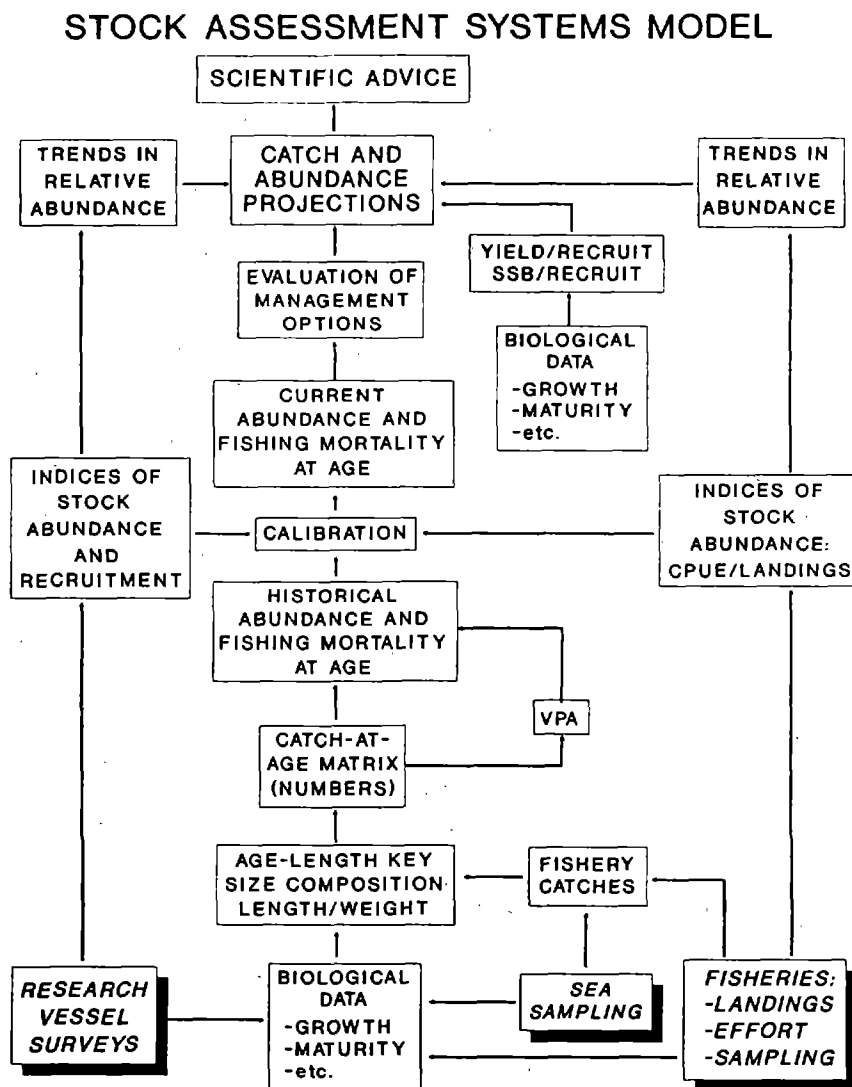 STOCK ASSESSMENT SYSTEMS MODEL
SCIENTIFIC ADVICE
TRENDS IN
RELATIVE
ABUNDANCE
CATCH AND
ABUNDANCE
PROJECTIONS
TRENDS IN
RELATIVE
ABUNDANCE
YIELD/RECRUIT
SSB/RECRUIT
EVALUATION OF
MANAGEMENT
OPTIONS
BIOLOGICAL
DATA
-GROWTH
-MATURITY
-etc.
CURRENT
ABUNDANCE AND
FISHING MORTALITY
AT AGE
INDICES OF
STOCK
ABUNDANCE
AND
RECRUITMENT
CALIBRATION
INDICES OF
STOCK
ABUNDANCE:
CPUE/LANDINGS
HISTORICAL
ABUNDANCE AND
FISHING MORTALITY
AT AGE
VPA
CATCH-AT-
AGE MATRIX
(NUMBERS)
AGE-LENGTH KEY
SIZE COMPOSITION
LENGTH/WEIGHT
FISHERY
CATCHES
RESEARCH
VESSEL
SURVEYS
BIOLOGICAL
DATA
-GROWTH
-MATURITY
-etc.
SEA
SAMPLING
FISHERIES:
-LANDINGS
-EFFORT
-SAMPLING